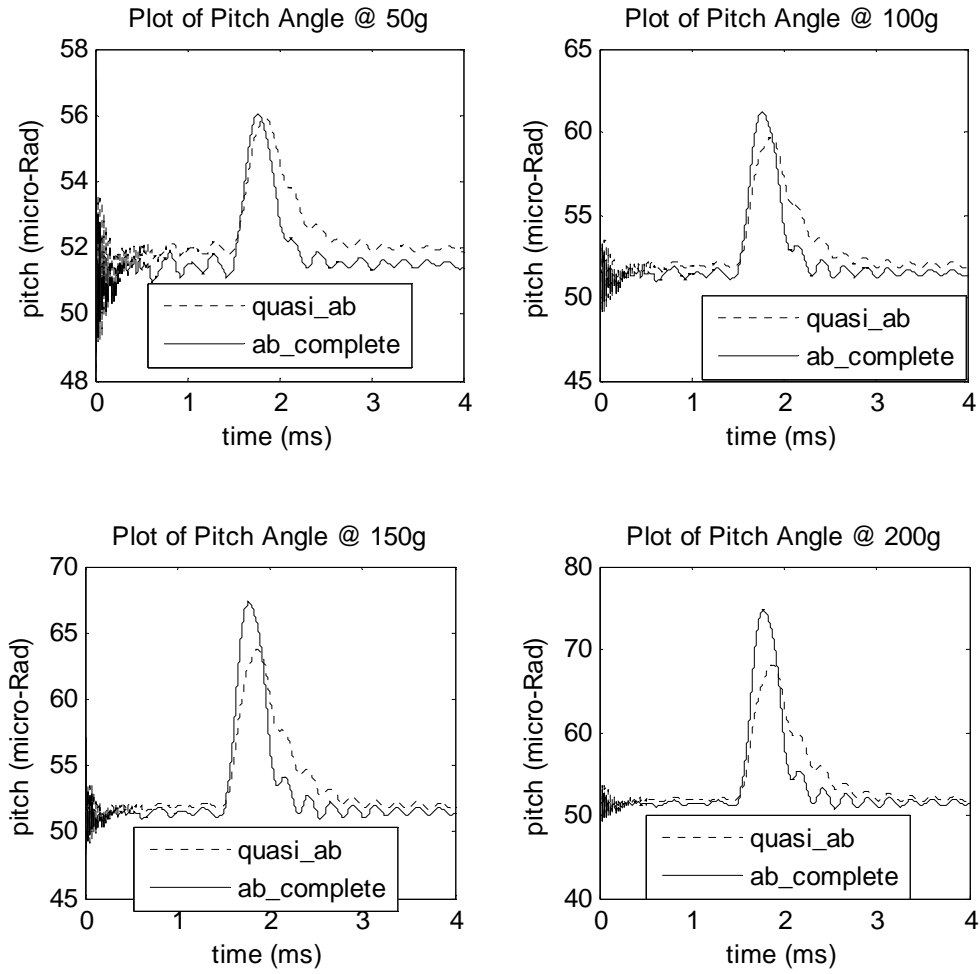 Plot of Pitch Angle @ 50g
pitch (micro-Rad)
58
56
54
52
50
48
quasi_ab
ab_complete
0 1 2 3 4
time (ms)
Plot of Pitch Angle @ 100g
pitch (micro-Rad)
65
60
55
50
45
quasi_ab
ab_complete
0 1 2 3 4
time (ms)
Plot of Pitch Angle @ 150g
pitch (micro-Rad)
70
65
60
55
50
45
quasi_ab
ab_complete
0 1 2 3 4
time (ms)
Plot of Pitch Angle @ 200g
pitch (micro-Rad)
80
70
60
50
40
quasi_ab
ab_complete
0 1 2 3 4
time (ms)